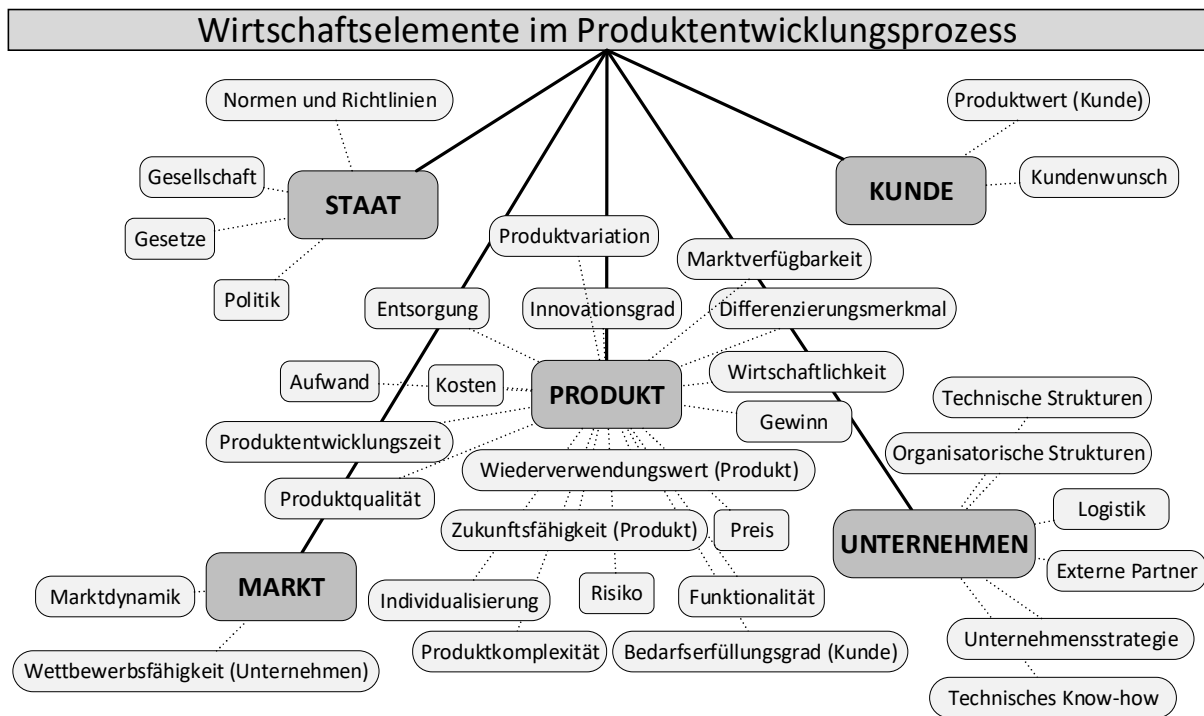 Wirtschaftselemente im Produktentwicklungsprozess
Normen und Richtlinien
Produktwert (Kunde)
Gesellschaft
STAAT
KUNDE
Kundenwunsch
Gesetze
Produktvariation
Marktverfügbarkeit
Politik
Entsorgung
Innovationsgrad
Differenzierungsmerkmal
Aufwand
Kosten
PRODUKT
Wirtschaftlichkeit
Technische Strukturen
Gewinn
Produktentwicklungszeit
Organisatorische Strukturen
Wiederverwendungswert (Produkt)
Produktqualität
Logistik
Zukunftsfähigkeit (Produkt)
Preis
UNTERNEHMEN
MARKT
Externe Partner
Marktdynamik
Individualisierung
Risiko
Funktionalität
Unternehmensstrategie
Produktkomplexität
Bedarfserfüllungsgrad (Kunde)
Wettbewerbsfähigkeit (Unternehmen)
Technisches Know-how